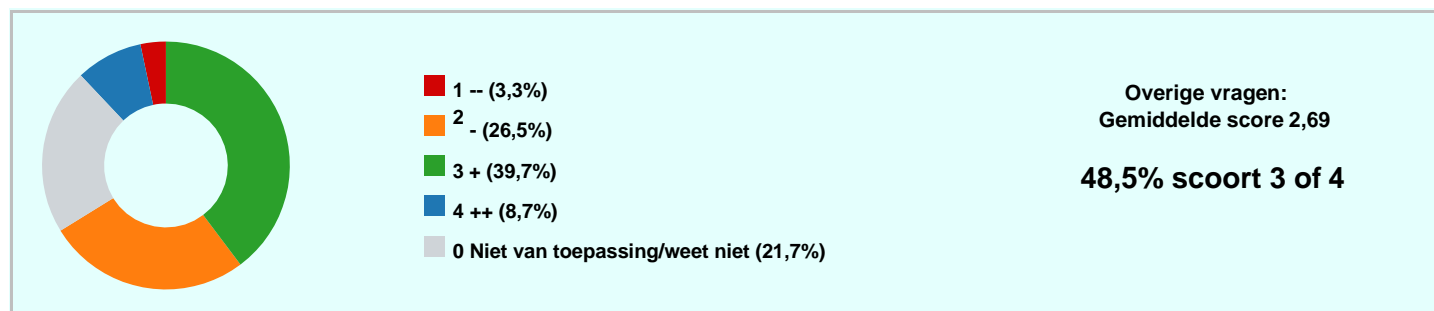 1 -- (3,3%)
2 - (26,5%)
3 + (39,7%)
4 ++ (8,7%)
0 Niet van toepassing/weet niet (21,7%)
Overige vragen:
Gemiddelde score 2,69
48,5% scoort 3 of 4